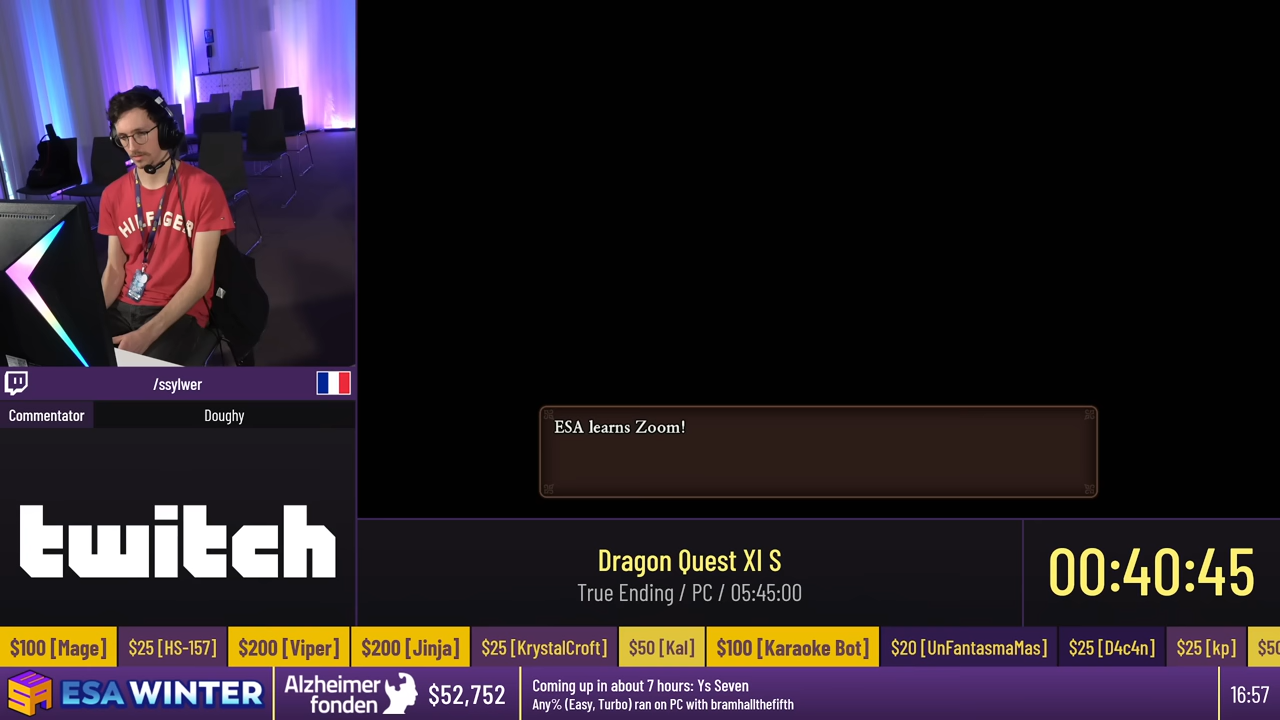 HILFIGER
/ssylwer
Commentator
Doughy
twitch
ESA learns Zoom!
Dragon Quest XI S
True Ending / PC / 05:45:00
00:40:45
$100 [Mage]
$25 [HS-157]
$200 [Viper]
$200 [Jinja]
$25 [KrystalCroft]
$50 [Kal]
$100 [Karaoke Bot]
$20 [UnFantasmaMas]
$25 [D4c4n]
$25 [kp]
$50
ESA WINTER
Alzheimer
fonden
$52,752
Coming up in about 7 hours: Ys Seven
Any% (Easy, Turbo) ran on PC with bramhallthefifth
16:57